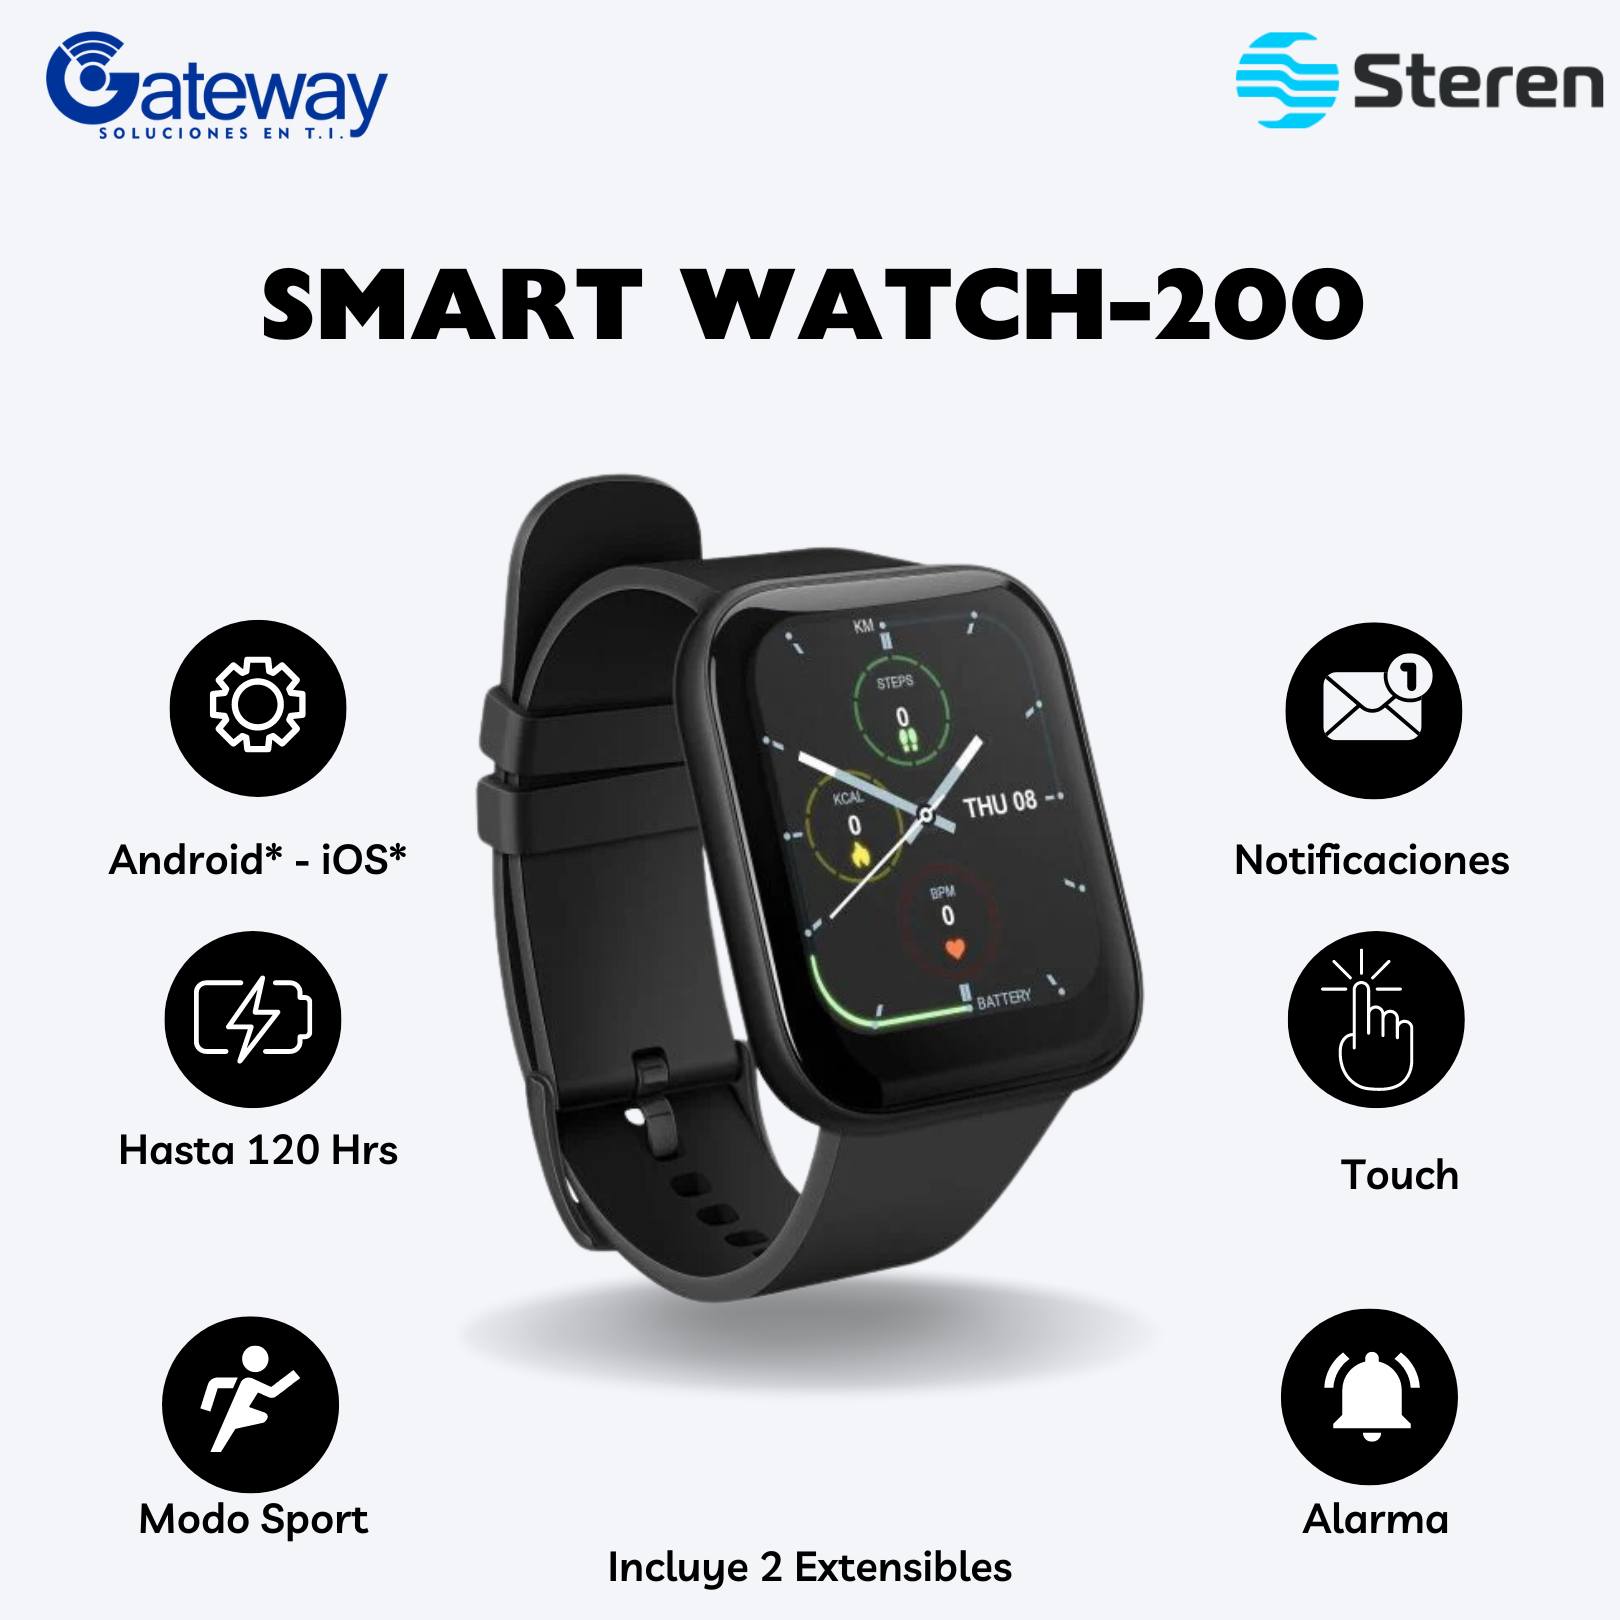 Gateway
SOLUCIONES EN T.I.
Steren
SMART WATCH-200
KM
STEPS
0
KCAL
0
THU 08
BPM
0
BATTERY
Android* - iOS*
1
Notificaciones
Hasta 120 Hrs
Touch
Modo Sport
Alarma
Incluye 2 Extensibles